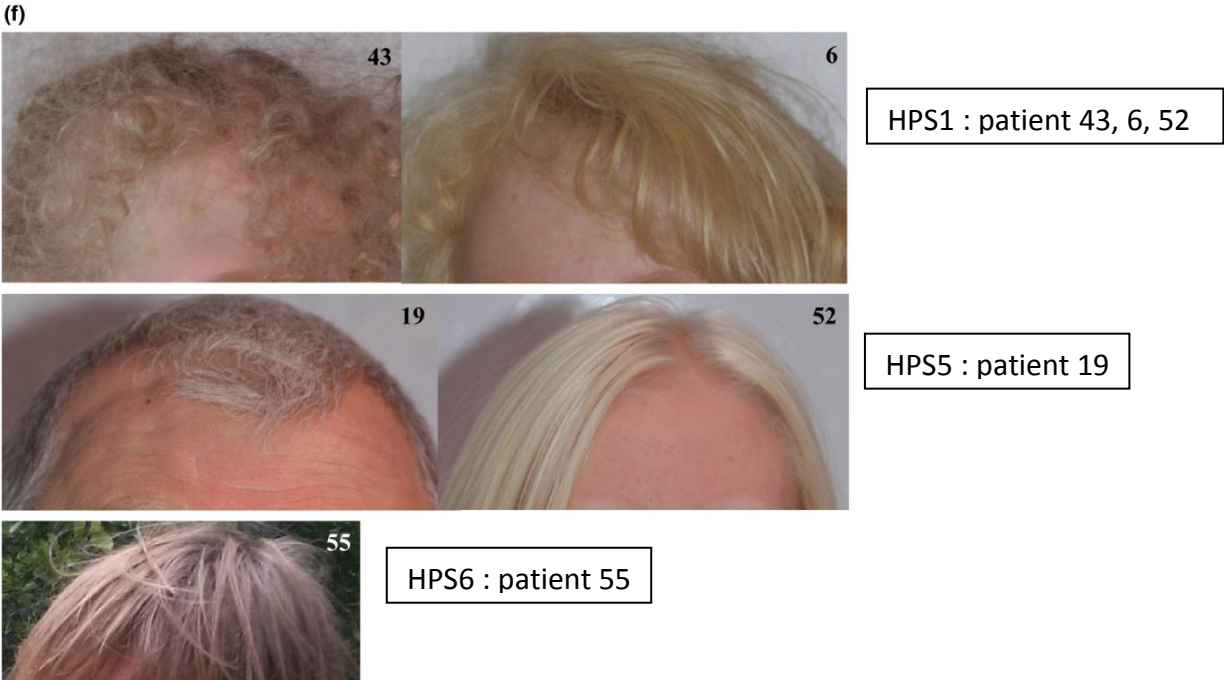 (f)
43
6
HPS1 : patient 43, 6, 52
19
52
HPS5 : patient 19
55
HPS6 : patient 55